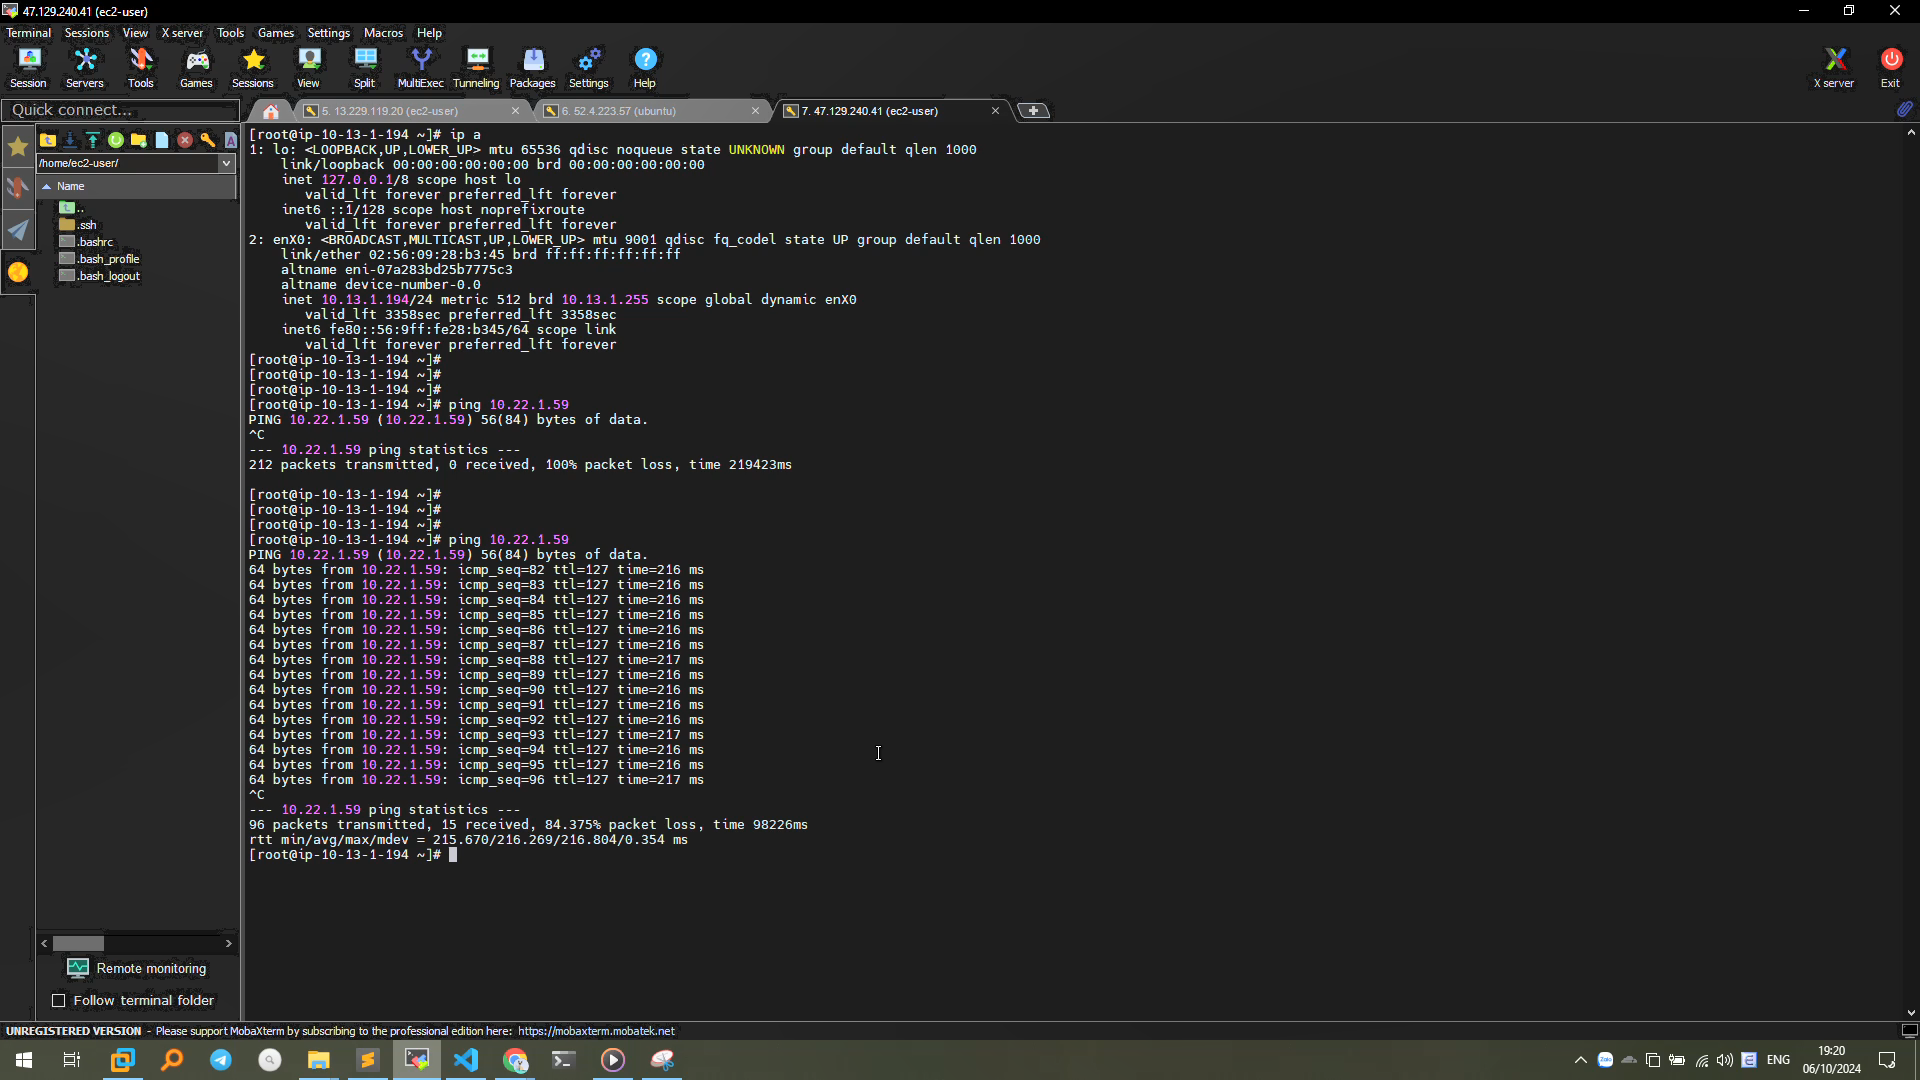 47.129.240.41 (ec2-user)
Terminal Sessions View X server Tools Games Settings Macros Help
Session Servers Tools Games Sessions View Split MultiExec Tunneling Packages Settings Help X server Exit
Quick connect...
5. 13.229.119.20 (ec2-user) 6. 52.4.223.57 (ubuntu) 7. 47.129.240.41 (ec2-user)
/home/ec2-user/
Name
..
.ssh
.bashrc
.bash_profile
.bash_logout
[root@ip-10-13-1-194 ~]# ip a
1: lo: <LOOPBACK,UP,LOWER_UP> mtu 65536 qdisc noqueue state UNKNOWN group default qlen 1000
link/loopback 00:00:00:00:00:00 brd 00:00:00:00:00:00
inet 127.0.0.1/8 scope host lo
valid_lft forever preferred_lft forever
inet6 ::1/128 scope host noprefixroute
valid_lft forever preferred_lft forever
2: enX0: <BROADCAST,MULTICAST,UP,LOWER_UP> mtu 9001 qdisc fq_codel state UP group default qlen 1000
link/ether 02:56:09:28:b3:45 brd ff:ff:ff:ff:ff:ff
altname eni-07a283bd25b7775c3
altname device-number-0.0
inet 10.13.1.194/24 metric 512 brd 10.13.1.255 scope global dynamic enX0
valid_lft 3358sec preferred_lft 3358sec
inet6 fe80::56:9ff:fe28:b345/64 scope link
valid_lft forever preferred_lft forever
[root@ip-10-13-1-194 ~]#
[root@ip-10-13-1-194 ~]#
[root@ip-10-13-1-194 ~]#
[root@ip-10-13-1-194 ~]# ping 10.22.1.59
PING 10.22.1.59 (10.22.1.59) 56(84) bytes of data.
^C
--- 10.22.1.59 ping statistics ---
212 packets transmitted, 0 received, 100% packet loss, time 219423ms
[root@ip-10-13-1-194 ~]#
[root@ip-10-13-1-194 ~]#
[root@ip-10-13-1-194 ~]#
[root@ip-10-13-1-194 ~]# ping 10.22.1.59
PING 10.22.1.59 (10.22.1.59) 56(84) bytes of data.
64 bytes from 10.22.1.59: icmp_seq=82 ttl=127 time=216 ms
64 bytes from 10.22.1.59: icmp_seq=83 ttl=127 time=216 ms
64 bytes from 10.22.1.59: icmp_seq=84 ttl=127 time=216 ms
64 bytes from 10.22.1.59: icmp_seq=85 ttl=127 time=216 ms
64 bytes from 10.22.1.59: icmp_seq=86 ttl=127 time=216 ms
64 bytes from 10.22.1.59: icmp_seq=87 ttl=127 time=216 ms
64 bytes from 10.22.1.59: icmp_seq=88 ttl=127 time=217 ms
64 bytes from 10.22.1.59: icmp_seq=89 ttl=127 time=216 ms
64 bytes from 10.22.1.59: icmp_seq=90 ttl=127 time=216 ms
64 bytes from 10.22.1.59: icmp_seq=91 ttl=127 time=216 ms
64 bytes from 10.22.1.59: icmp_seq=92 ttl=127 time=216 ms
64 bytes from 10.22.1.59: icmp_seq=93 ttl=127 time=217 ms
64 bytes from 10.22.1.59: icmp_seq=94 ttl=127 time=216 ms
64 bytes from 10.22.1.59: icmp_seq=95 ttl=127 time=216 ms
64 bytes from 10.22.1.59: icmp_seq=96 ttl=127 time=217 ms
^C
--- 10.22.1.59 ping statistics ---
96 packets transmitted, 15 received, 84.375% packet loss, time 98226ms
rtt min/avg/max/mdev = 215.670/216.269/216.804/0.354 ms
[root@ip-10-13-1-194 ~]#
Remote monitoring
Follow terminal folder
UNREGISTERED VERSION - Please support MobaXterm by subscribing to the professional edition here: https://mobaxterm.mobatek.net
ENG
19:20
06/10/2024